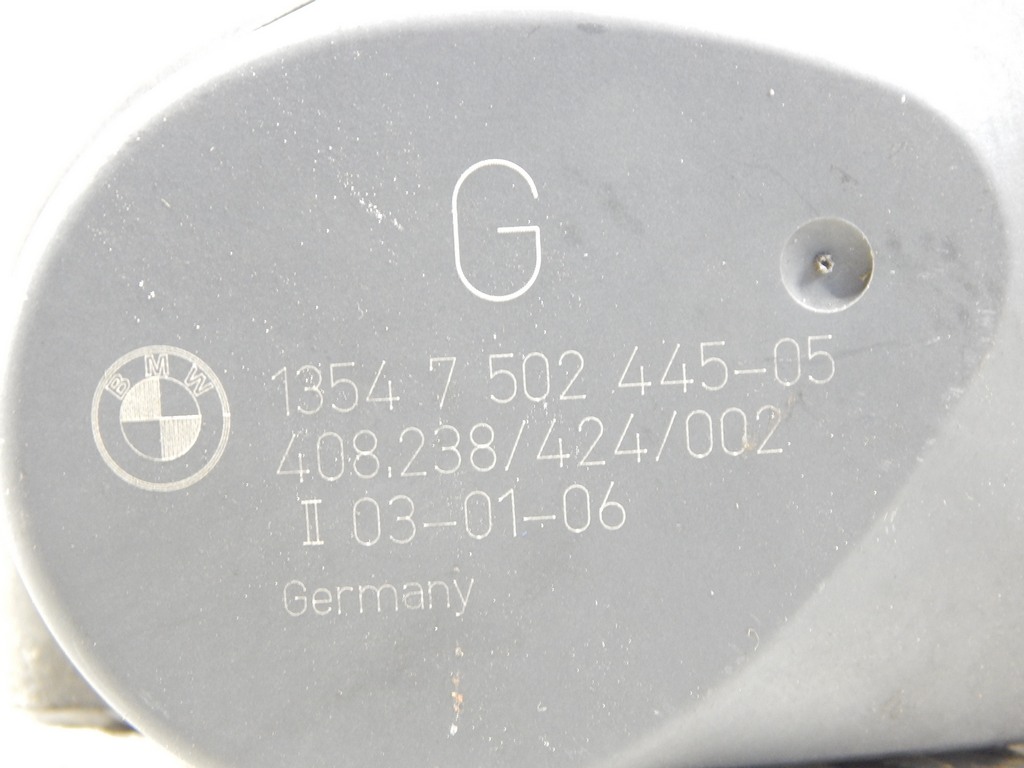 G
BMW
1354 7 502 445-05
408.238/424/002
II 03-01-06
Germany